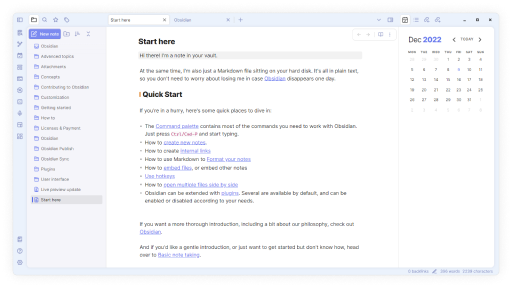 Start here
Obsidian
New note
Obsidian
Advanced topics
Attachments
Concepts
Contributing to Obsidian
Customization
Getting started
How to
Licenses & Payment
Obsidian
Obsidian Publish
Obsidian Sync
Plugins
User interface
Live preview update
Start here
Start here
Hi there! I'm a note in your vault.
At the same time, I'm also just a Markdown file sitting on your hard disk. It's all in plain text,
so you don't need to worry about losing me in case Obsidian disappears one day.
Quick Start
If you're in a hurry, here's some quick places to dive in:
• The Command palette contains most of the commands you need to work with Obsidian.
Just press Ctrl/Cmd-P and start typing.
• How to create new notes.
• How to create Internal links
• How to use Markdown to Format your notes
• How to embed files, or embed other notes
• Use hotkeys
• How to open multiple files side by side
• Obsidian can be extended with plugins. Several are available by default, and can be
enabled or disabled according to your needs.
If you want a more thorough introduction, including a bit about our philosophy, check out
Obsidian.
And if you'd like a gentle introduction, or just want to get started but don't know how, head
over to Basic note taking.
Dec 2022
TODAY
MON TUE WED THU FRI SAT SUN
1 2 3 4
5 6 7 8 9 10 11
12 13 14 15 16 17 18
19 20 21 22 23 24 25
26 27 28 29 30 31 1
0 backlinks
characters